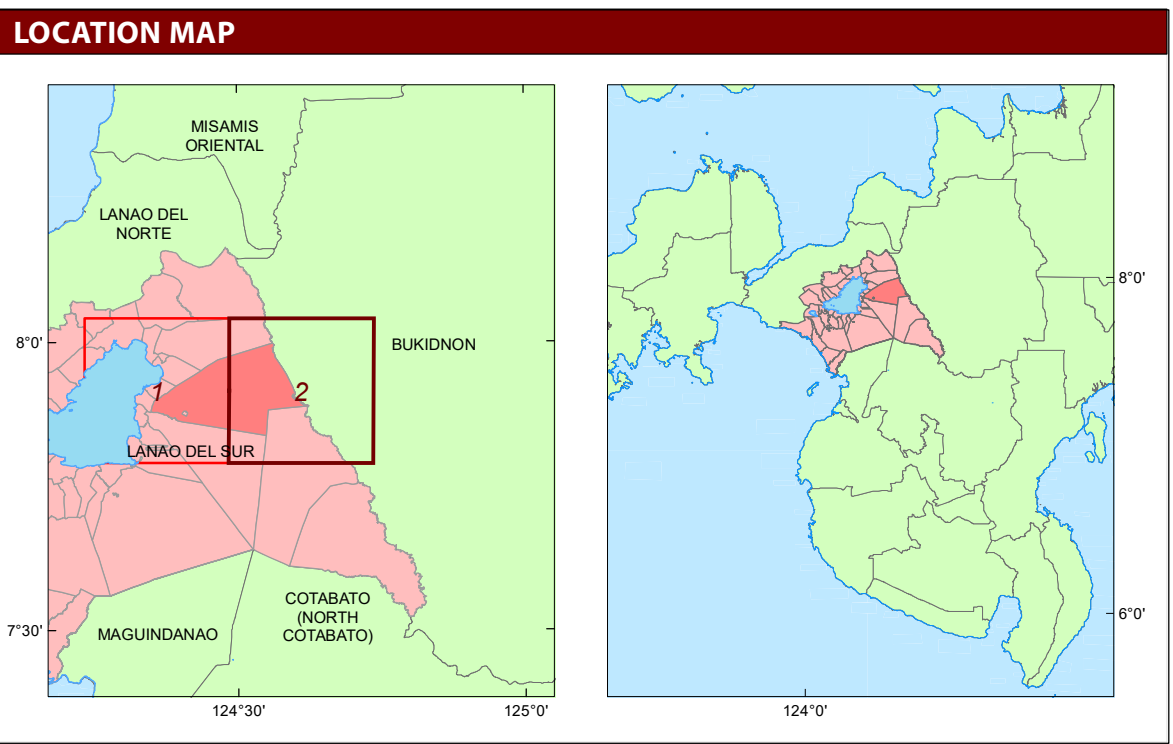 LOCATION MAP
MISAMIS
ORIENTAL
LANAO DEL
NORTE
8°0'
BUKIDNON
1
2
LANAO DEL SUR
COTABATO
(NORTH
COTABATO)
MAGUINDANAO
7°30'
124°30'
125°0'
8°0'
6°0'
124°0'